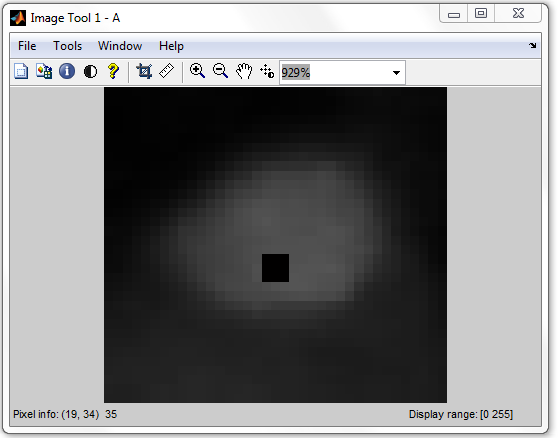 Image Tool 1 - A
File Tools Window Help
929%
Pixel info: (19, 34) 35
Display range: [0 255]